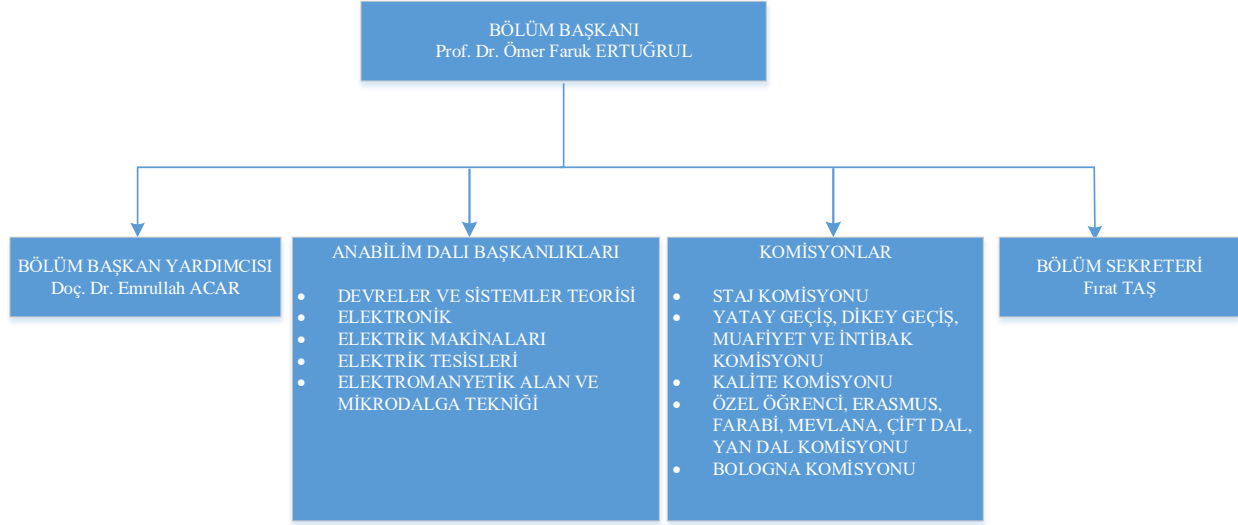 BÖLÜM BAŞKANI
Prof. Dr. Ömer Faruk ERTUĞRUL
BÖLÜM BAŞKAN YARDIMCISI
Doç. Dr. Emrullah ACAR
ANABİLİM DALI BAŞKANLIKLARI
• DEVRELER VE SİSTEMLER TEORİSİ
• ELEKTRONİK
• ELEKTRİK MAKİNALARI
• ELEKTRİK TESİSLERİ
• ELEKTROMANYETİK ALAN VE
MİKRODALGA TEKNİĞİ
KOMİSYONLAR
• STAJ KOMİSYONU
• YATAY GEÇİŞ, DİKEY GEÇİŞ,
MUAFİYET VE İNTİBAK
KOMİSYONU
• KALİTE KOMİSYONU
• ÖZEL ÖĞRENCİ, ERASMUS,
FARABİ, MEVLANA, ÇİFT DAL,
YAN DAL KOMİSYONU
• BOLOGNA KOMİSYONU
BÖLÜM SEKRETERİ
Fırat TAŞ